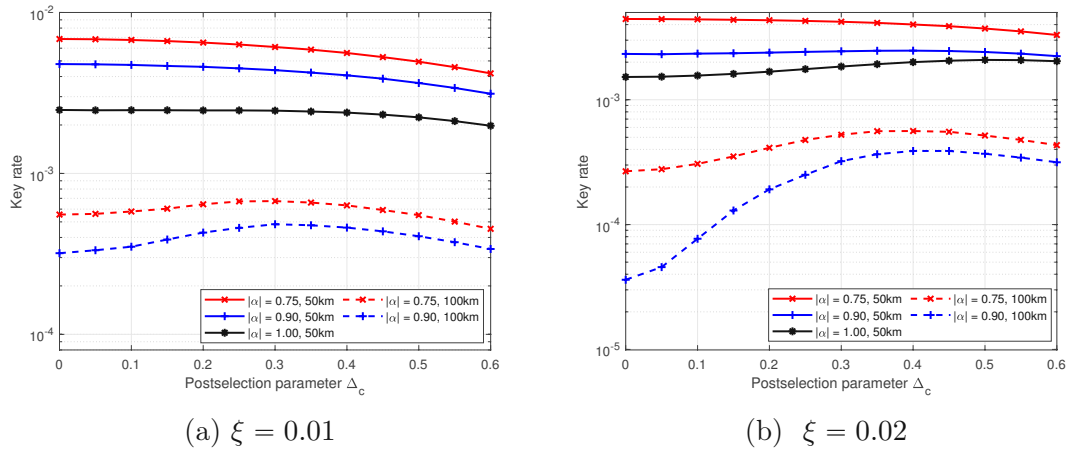 10^-2
10^-3
10^-4
Key rate
0 0.1 0.2 0.3 0.4 0.5 0.6
Postselection parameter Δ_c
|α| = 0.75, 50km
|α| = 0.90, 50km
|α| = 1.00, 50km
|α| = 0.75, 100km
|α| = 0.90, 100km
(a) ξ = 0.01
10^-3
10^-4
10^-5
Key rate
0 0.1 0.2 0.3 0.4 0.5 0.6
Postselection parameter Δ_c
|α| = 0.75, 50km
|α| = 0.90, 50km
|α| = 1.00, 50km
|α| = 0.75, 100km
|α| = 0.90, 100km
(b) ξ = 0.02